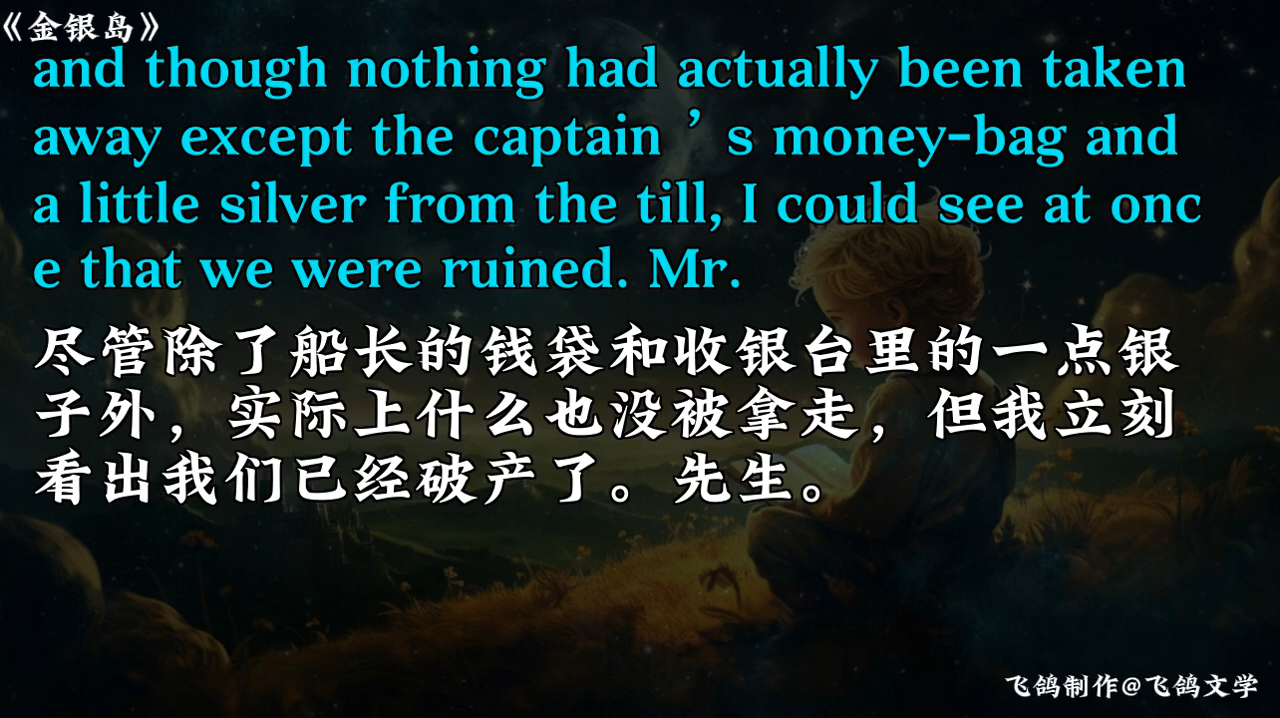 《金银岛》
and though nothing had actually been taken
away except the captain ’ s money-bag and
a little silver from the till, I could see at onc
e that we were ruined. Mr.
尽管除了船长的钱袋和收银台里的一点银
子外，实际上什么也没被拿走，但我立刻
看出我们已经破产了。先生。
飞鸽制作@飞鸽文学